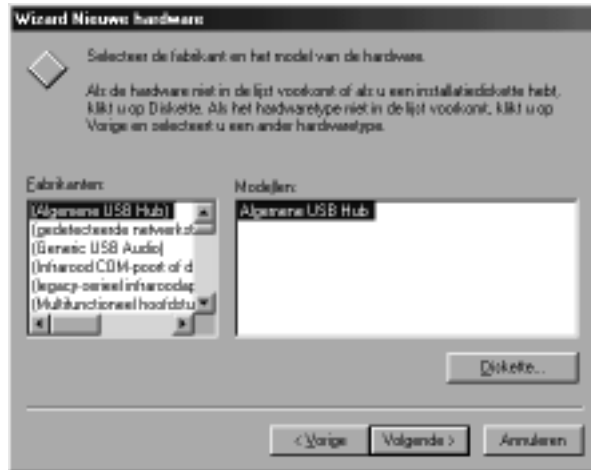 Wizard Nieuwe hardware
Selecteer de fabrikant en het model van de hardware.
Als de hardware niet in de lijst voorkomt of als u een installatiediskette hebt,
klikt u op Diskette. Als het hardwaretype niet in de lijst voorkomt, klikt u op
Vorige en selecteert u een ander hardwaretype.
Fabrikanten:
Modellen:
(Algemene USB Hub)
(gedetecteerde netwerkst
(Generic USB Audio)
(Infrarood COM-poort of d
(legacy-serieel infraroodap
(Multifunctioneel hoofdstu
Algemene USB Hub
Diskette...
< Vorige
Volgende >
Annuleren